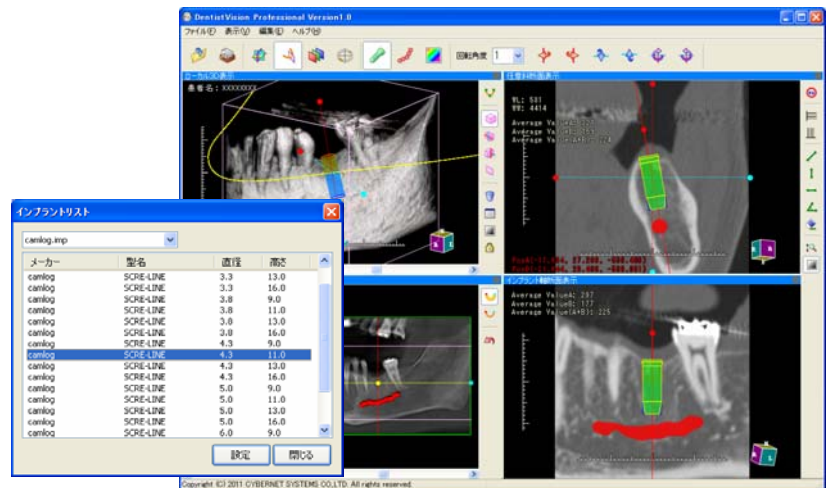 DentistVision Professional Version1.0
ファイル(F) 表示(V) 編集(E) ヘルプ(H)
回転角度 1
ローカル3D表示
患者名：XXXXXXXX
任意斜断面表示
WL: 531
WW: 4414
インプラント軸断面表示
Average ValueA: 297
Average ValueB: 177
Average Value(A+B): 225
インプラントリスト
camlog.imp
メーカー 型名 直径 高さ
camlog SCRE-LINE 3.3 13.0
camlog SCRE-LINE 3.3 16.0
camlog SCRE-LINE 3.8 9.0
camlog SCRE-LINE 3.8 11.0
camlog SCRE-LINE 3.8 13.0
camlog SCRE-LINE 3.8 16.0
camlog SCRE-LINE 4.3 9.0
camlog SCRE-LINE 4.3 11.0
camlog SCRE-LINE 4.3 13.0
camlog SCRE-LINE 4.3 16.0
camlog SCRE-LINE 5.0 9.0
camlog SCRE-LINE 5.0 11.0
camlog SCRE-LINE 5.0 13.0
camlog SCRE-LINE 5.0 16.0
camlog SCRE-LINE 6.0 9.0
設定 閉じる
Copyright (C) 2011 CYBERNET SYSTEMS CO.,LTD. All rights reserved.